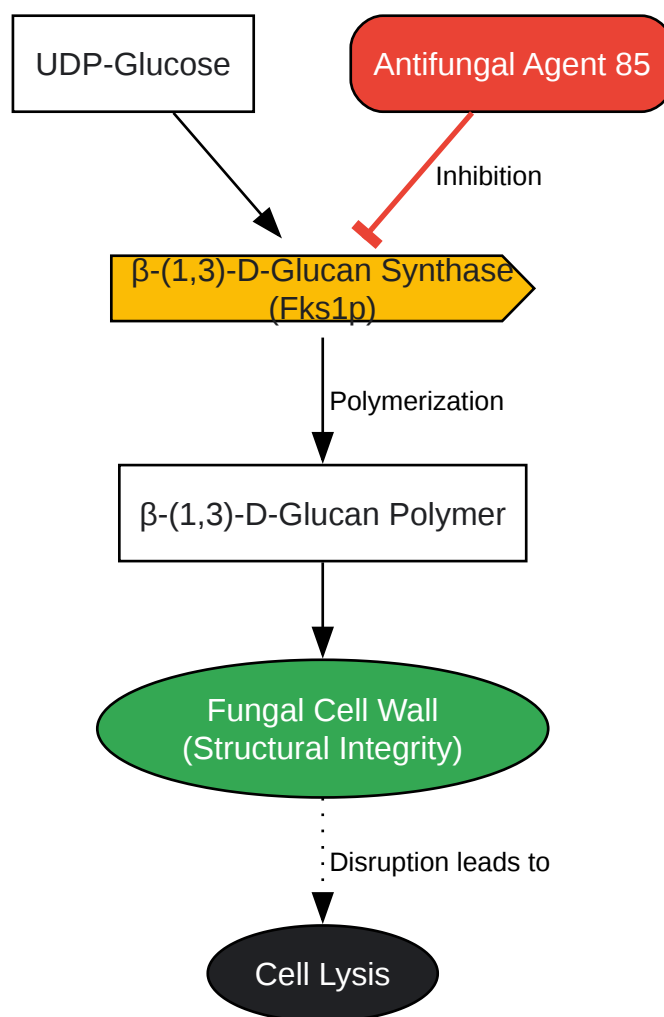 UDP-Glucose
Antifungal Agent 85
Inhibition
β-(1,3)-D-Glucan Synthase
(Fks1p)
Polymerization
β-(1,3)-D-Glucan Polymer
Fungal Cell Wall
(Structural Integrity)
Disruption leads to
Cell Lysis